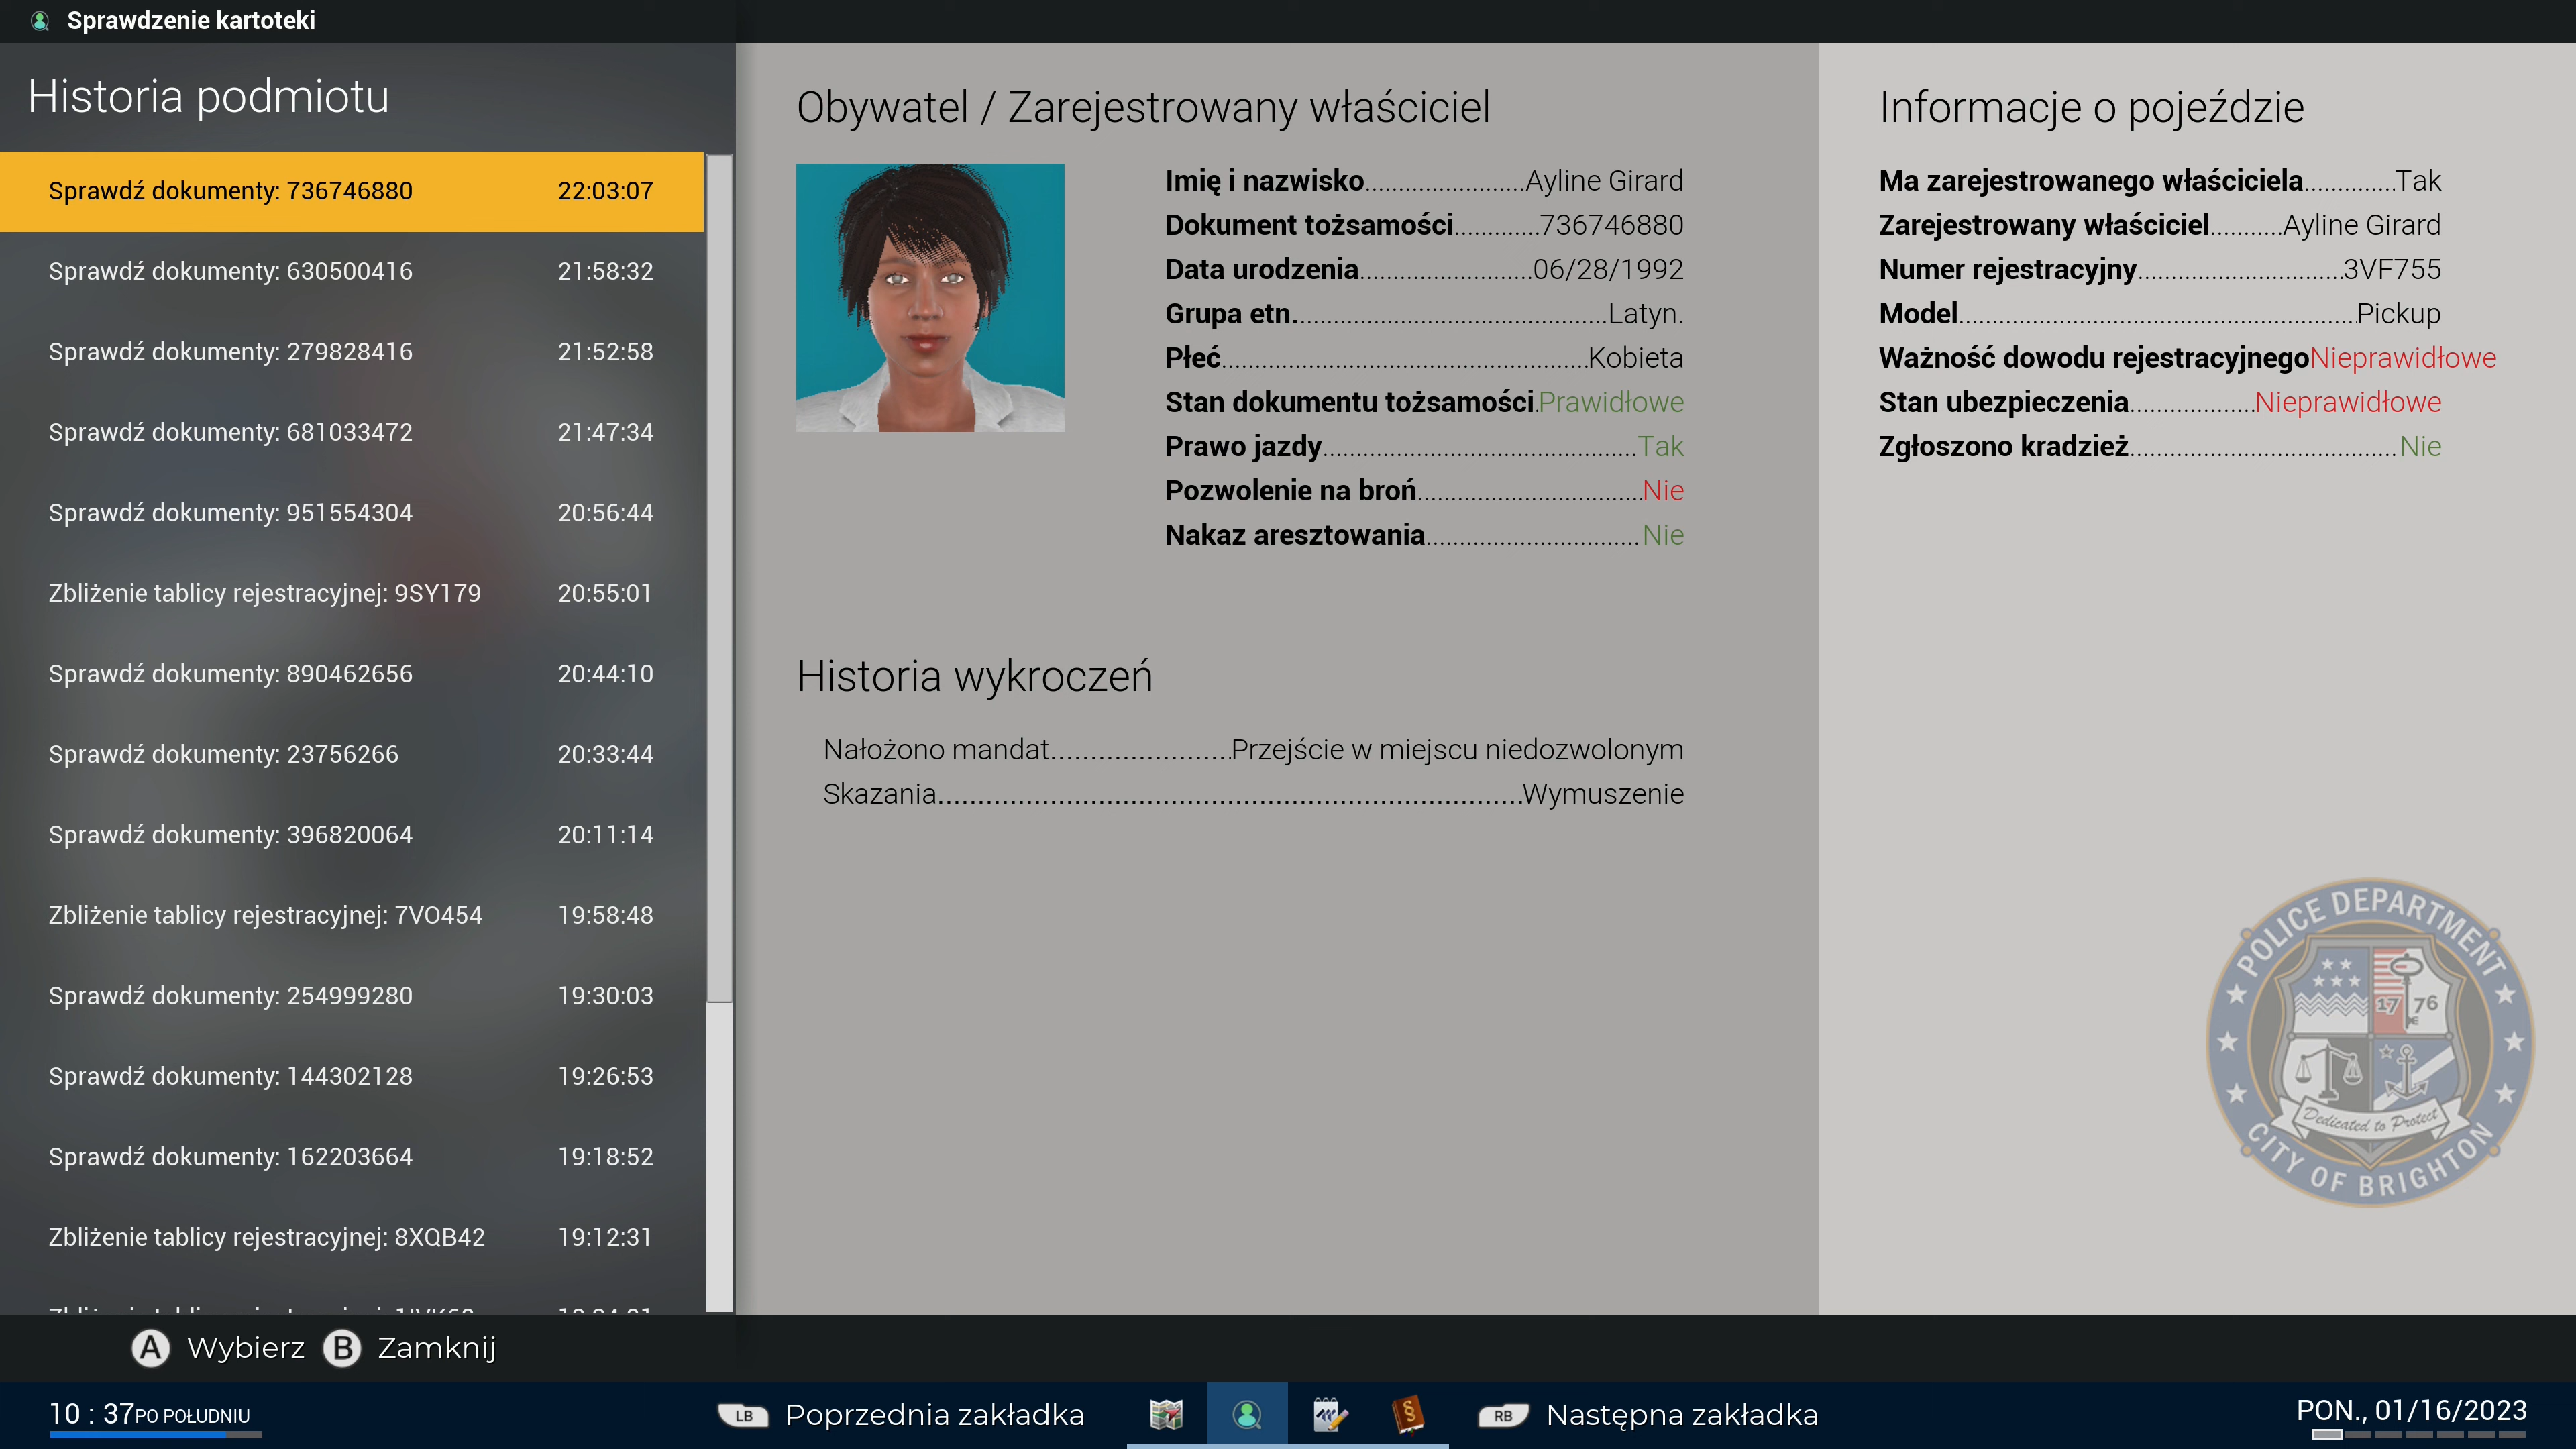 Sprawdzenie kartoteki
Historia podmiotu
Sprawdź dokumenty: 736746880 22:03:07
Sprawdź dokumenty: 630500416 21:58:32
Sprawdź dokumenty: 279828416 21:52:58
Sprawdź dokumenty: 681033472 21:47:34
Sprawdź dokumenty: 951554304 20:56:44
Zbliżenie tablicy rejestracyjnej: 9SY179 20:55:01
Sprawdź dokumenty: 890462656 20:44:10
Sprawdź dokumenty: 23756266 20:33:44
Sprawdź dokumenty: 396820064 20:11:14
Zbliżenie tablicy rejestracyjnej: 7VO454 19:58:48
Sprawdź dokumenty: 254999280 19:30:03
Sprawdź dokumenty: 144302128 19:26:53
Sprawdź dokumenty: 162203664 19:18:52
Zbliżenie tablicy rejestracyjnej: 8XQB42 19:12:31
Obywatel / Zarejestrowany właściciel
Imię i nazwisko Ayline Girard
Dokument tożsamości 736746880
Data urodzenia 06/28/1992
Grupa etn. Latyn.
Płeć Kobieta
Stan dokumentu tożsamości Prawidłowe
Prawo jazdy Tak
Pozwolenie na broń Nie
Nakaz aresztowania Nie
Historia wykroczeń
Nałożono mandat Przejście w miejscu niedozwolonym
Skazania Wymuszenie
Informacje o pojeździe
Ma zarejestrowanego właściciela Tak
Zarejestrowany właściciel Ayline Girard
Numer rejestracyjny 3VF755
Model Pickup
Ważność dowodu rejestracyjnego Nieprawidłowe
Stan ubezpieczenia Nieprawidłowe
Zgłoszono kradzież Nie
POLICE DEPARTMENT
17 76
E
Dedicated to Protect
CITY OF BRIGHTON
A Wybierz B Zamknij
10 : 37 PO POŁUDNIU
LB Poprzednia zakładka
§
RB Następna zakładka
PON., 01/16/2023